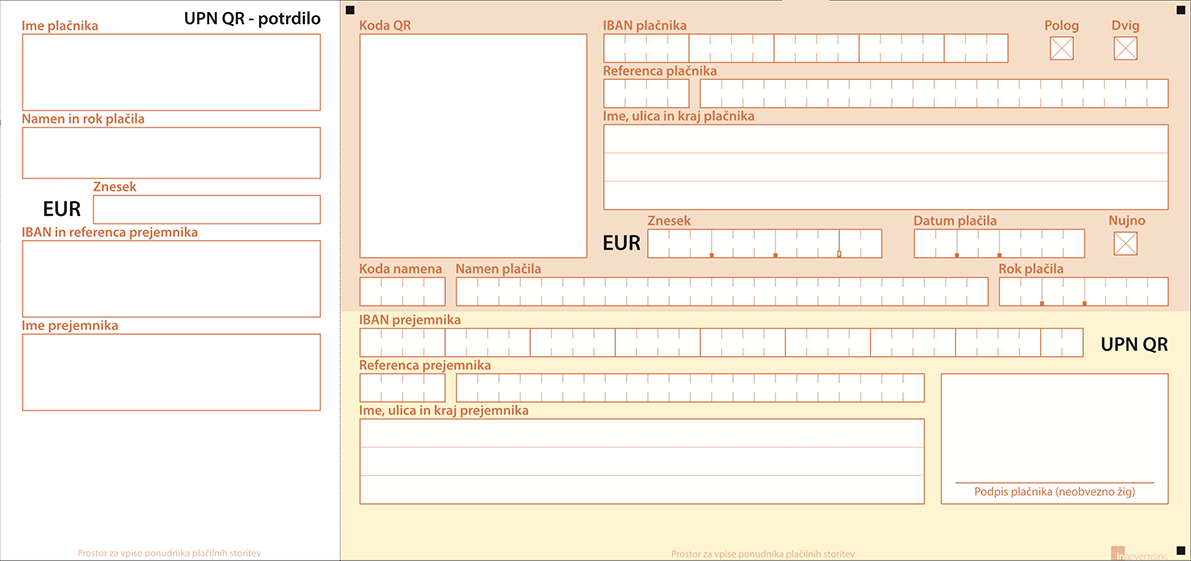 UPN QR - potrdilo
Ime plačnika
Namen in rok plačila
Znesek
EUR
IBAN in referenca prejemnika
Ime prejemnika
Prostor za vpise ponudnika plačilnih storitev
Koda QR
IBAN plačnika
Polog
Dvig
Referenca plačnika
Ime, ulica in kraj plačnika
Znesek
Datum plačila
Nujno
EUR
Koda namena
Namen plačila
Rok plačila
IBAN prejemnika
UPN QR
Referenca prejemnika
Ime, ulica in kraj prejemnika
Podpis plačnika (neobvezno žig)
Prostor za vpise ponudnika plačilnih storitev
inADVERTISING